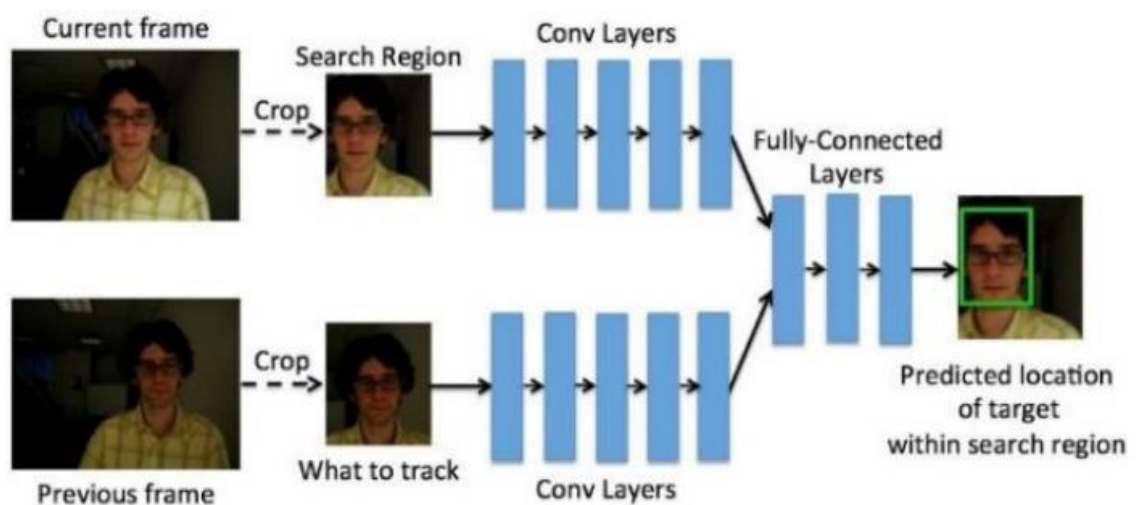 Current frame
Search Region
Conv Layers
Crop
Fully-Connected
Layers
Crop
What to track
Conv Layers
Previous frame
Predicted location
of target
within search region